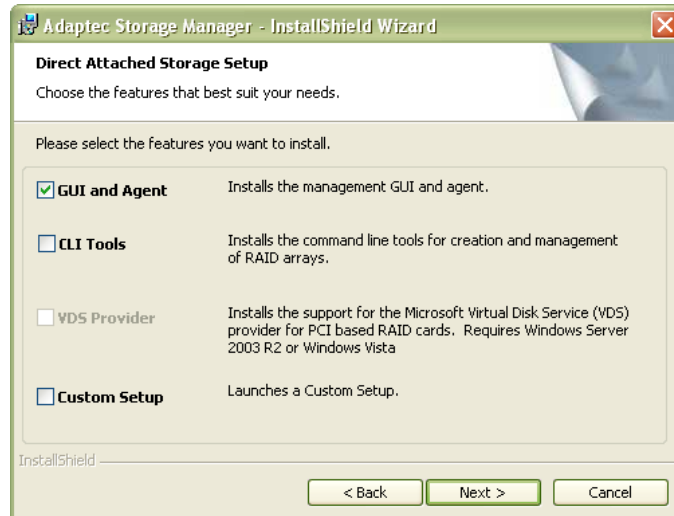 Adaptec Storage Manager - InstallShield Wizard
Direct Attached Storage Setup
Choose the features that best suit your needs.
Please select the features you want to install.
GUI and Agent
Installs the management GUI and agent.
CLI Tools
Installs the command line tools for creation and management
of RAID arrays.
VDS Provider
Installs the support for the Microsoft Virtual Disk Service (VDS)
provider for PCI based RAID cards. Requires Windows Server
2003 R2 or Windows Vista
Custom Setup
Launches a Custom Setup.
InstallShield
< Back
Next >
Cancel